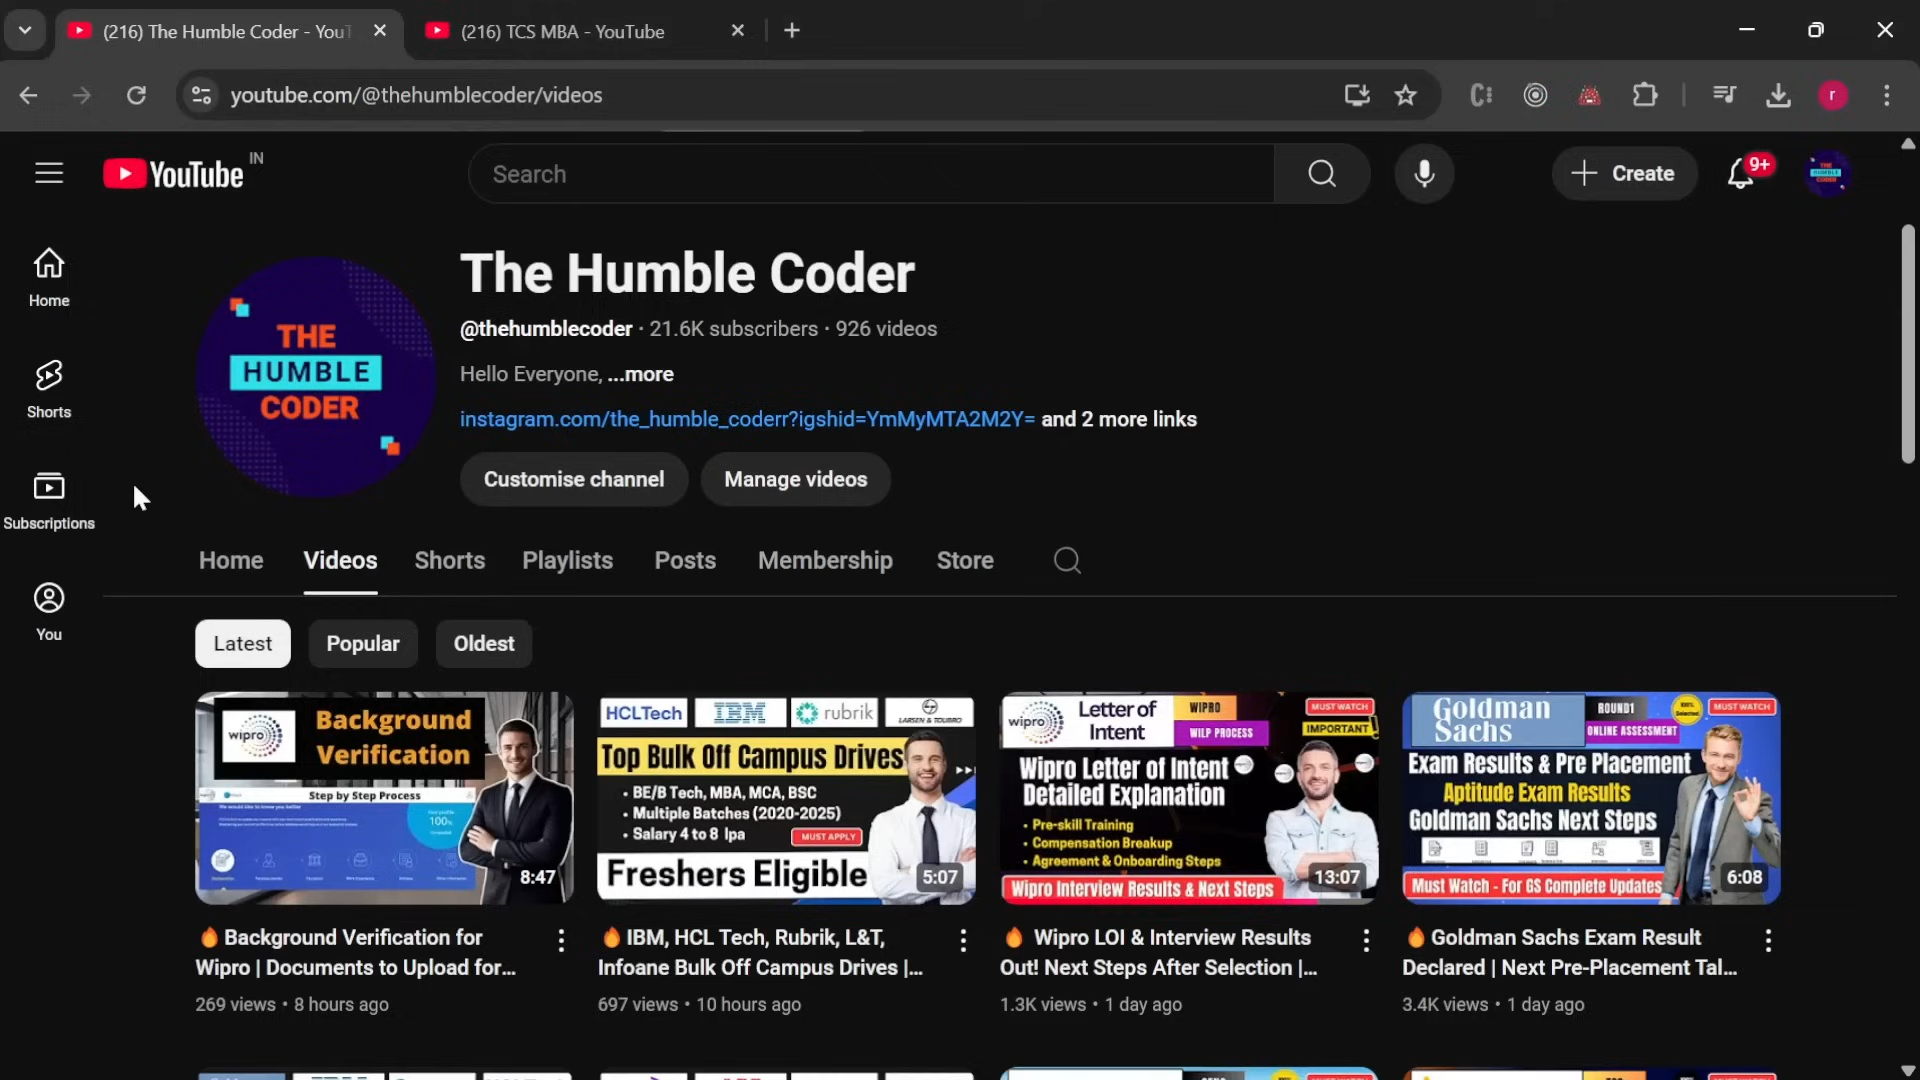 (216) The Humble Coder - You
(216) TCS MBA - YouTube
youtube.com/@thehumblecoder/videos
r
YouTube IN
Search
Create
9+
Home
Shorts
Subscriptions
You
THE
HUMBLE
CODER
The Humble Coder
@thehumblecoder · 21.6K subscribers · 926 videos
Hello Everyone, ...more
instagram.com/the_humble_coderr?igshid=YmMyMTA2M2Y= and 2 more links
Customise channel
Manage videos
Home Videos Shorts Playlists Posts Membership Store
Latest
Popular
Oldest
wipro
Background
Verification
Step by Step Process
100%
8:47
🔥 Background Verification for
Wipro | Documents to Upload for...
269 views · 8 hours ago
HCLTech
IBM
rubrik
LARSEN & TOUBRO
Top Bulk Off Campus Drives
• BE/B Tech, MBA, MCA, BSC
• Multiple Batches (2020-2025)
• Salary 4 to 8 lpa
MUST APPLY
Freshers Eligible
5:07
🔥 IBM, HCL Tech, Rubrik, L&T,
Infoane Bulk Off Campus Drives |...
697 views · 10 hours ago
wipro
Letter of
Intent
WIPRO
WILP PROCESS
MUST WATCH
IMPORTANT
Wipro Letter of Intent
Detailed Explanation
• Pre-skill Training
• Compensation Breakup
• Agreement & Onboarding Steps
Wipro Interview Results & Next Steps
13:07
🔥 Wipro LOI & Interview Results
Out! Next Steps After Selection |...
1.3K views · 1 day ago
Goldman
Sachs
ROUND1
ONLINE ASSESSMENT
MUST WATCH
Exam Results & Pre Placement
Aptitude Exam Results
Goldman Sachs Next Steps
Must Watch - For GS Complete Updates
6:08
🔥 Goldman Sachs Exam Result
Declared | Next Pre-Placement Tal...
3.4K views · 1 day ago